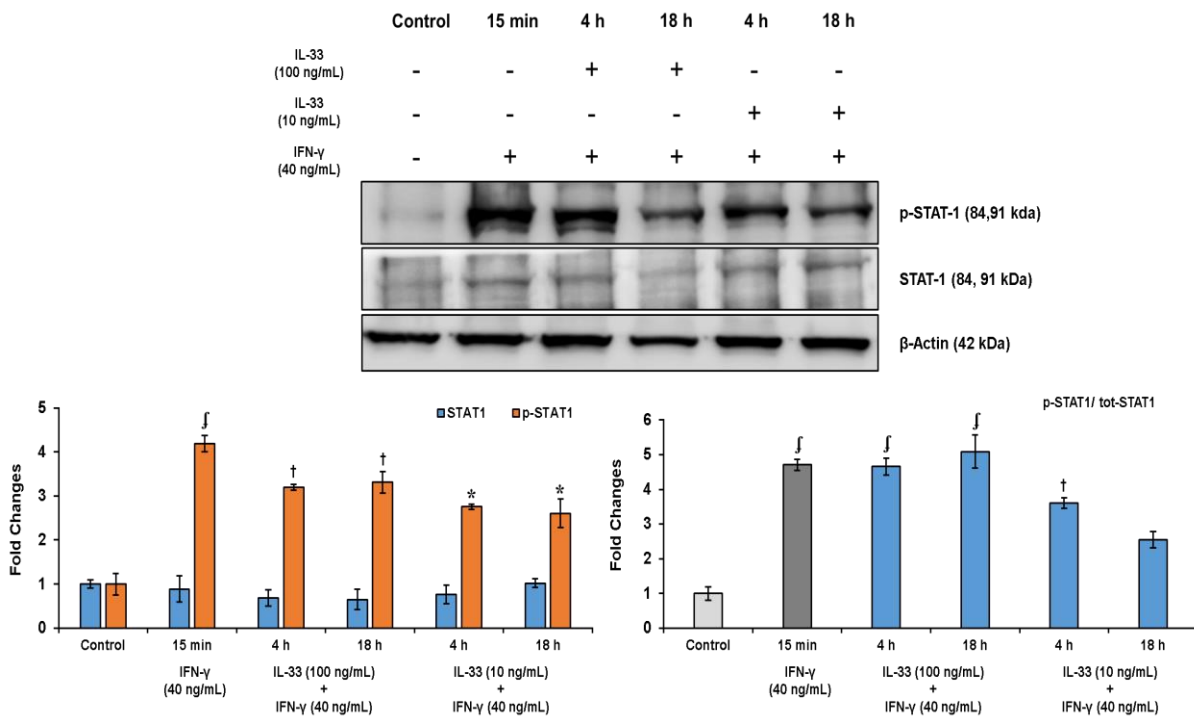 Control 15 min 4 h 18 h 4 h 18 h
IL-33
(100 ng/mL) - - + + - -
IL-33
(10 ng/mL) - - - - + +
IFN-γ
(40 ng/mL) - + + + + +
p-STAT-1 (84,91 kda)
STAT-1 (84, 91 kDa)
β-Actin (42 kDa)
Fold Changes
5
4
3
2
1
0
STAT1 p-STAT1
ʄ
†
†
*
*
Control 15 min 4 h 18 h 4 h 18 h
IFN-γ
(40 ng/mL)
IL-33 (100 ng/mL)
+
IFN-γ (40 ng/mL)
IL-33 (10 ng/mL)
+
IFN-γ (40 ng/mL)
p-STAT1/ tot-STAT1
Fold Changes
6
5
4
3
2
1
0
ʄ
ʄ
ʄ
†
Control 15 min 4 h 18 h 4 h 18 h
IFN-γ
(40 ng/mL)
IL-33 (100 ng/mL)
+
IFN-γ (40 ng/mL)
IL-33 (10 ng/mL)
+
IFN-γ (40 ng/mL)